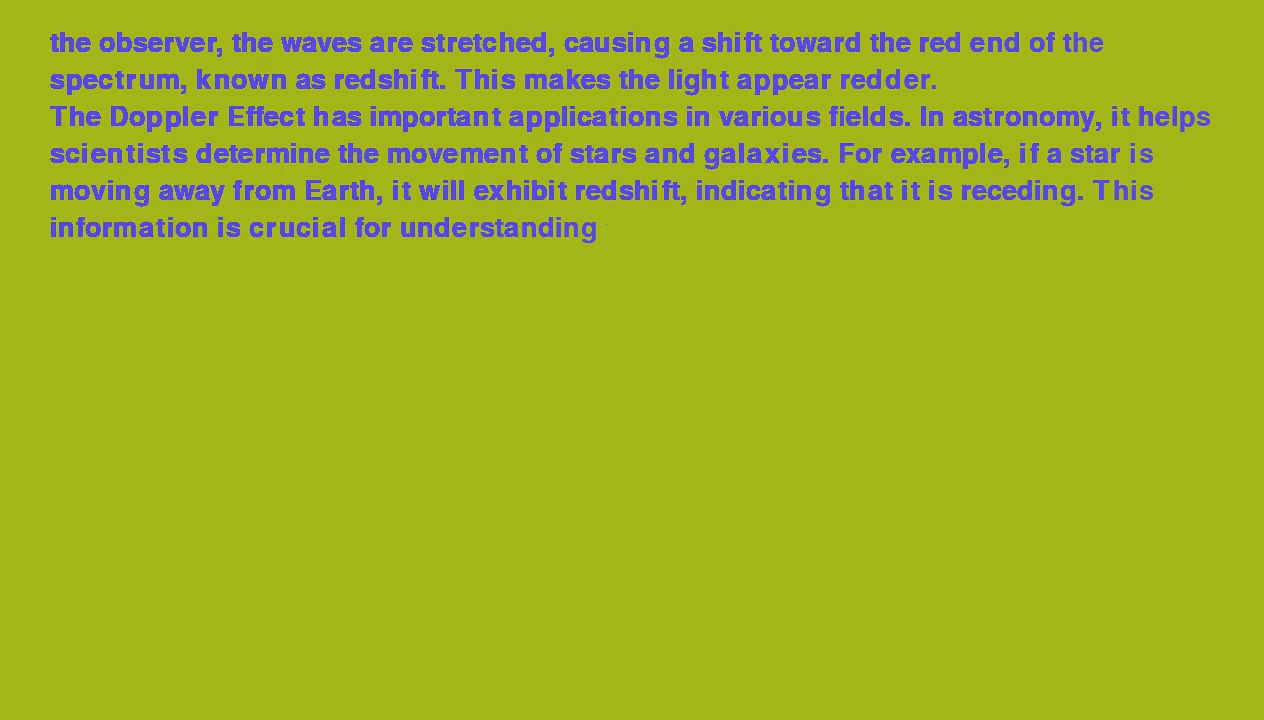 the observer, the waves are stretched, causing a shift toward the red end of the
spectrum, known as redshift. This makes the light appear redder.
The Doppler Effect has important applications in various fields. In astronomy, it helps
scientists determine the movement of stars and galaxies. For example, if a star is
moving away from Earth, it will exhibit redshift, indicating that it is receding. This
information is crucial for understanding